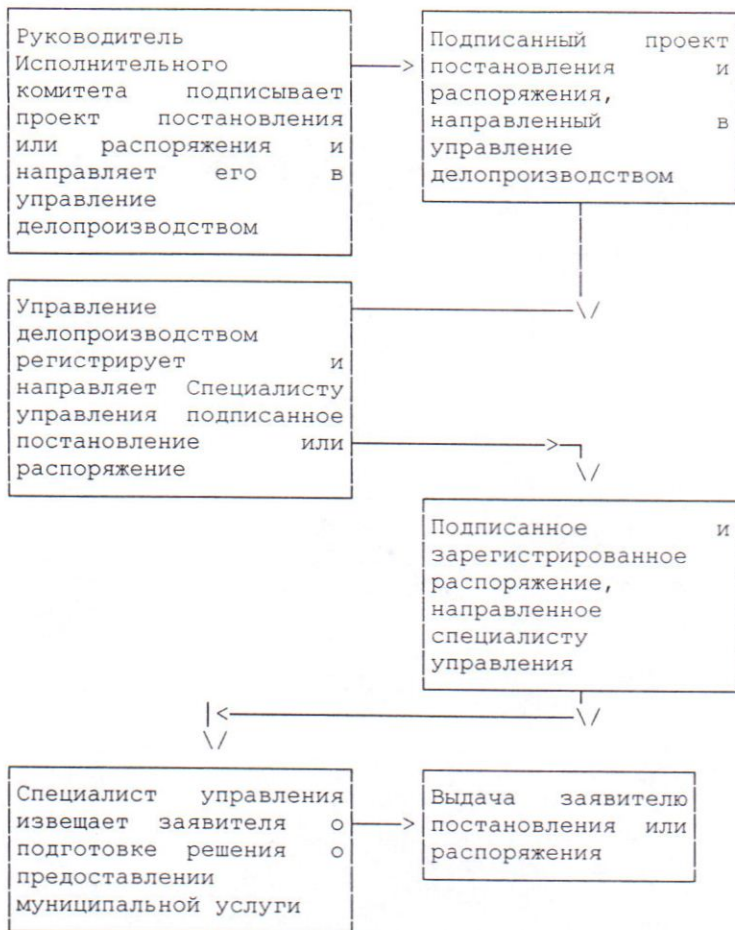 Руководитель
Исполнительного
комитета подписывает
проект постановления
или распоряжения и
направляет его в
управление
делопроизводством
Подписанный проект
постановления и
распоряжения,
направленный в
управление
делопроизводством
Управление
делопроизводством
регистрирует и
направляет Специалисту
управления подписанное
постановление или
распоряжение
Подписанное и
зарегистрированное
распоряжение,
направленное
специалисту
управления
Специалист управления
извещает заявителя о
подготовке решения о
предоставлении
муниципальной услуги
Выдача заявителю
постановления или
распоряжения